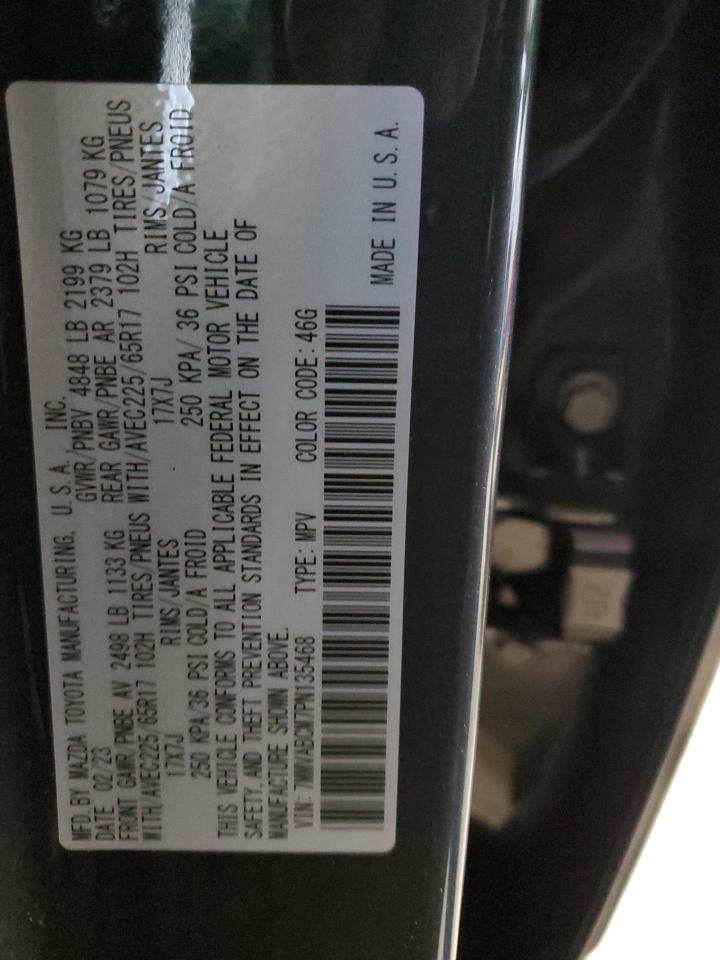 MFD.BY MAZDA TOYOTA MANUFACTURING, U.S.A., INC.
DATE 02/23 GVWR/PNBV 4848 LB 2199 KG
FRONT GAWR/PNBE AV 2498 LB 1133 KG REAR GAWR/PNBE AR 2379 LB 1079 KG
WITH/AVEC225/65R17 102H TIRES/PNEUS WITH/AVEC225/65R17 102H TIRES/PNEUS
17X7J RIMS/JANTES 17X7J RIMS/JANTES
250 KPA/36 PSI COLD/A FROID 250 KPA/ 36 PSI COLD/A FROID
THIS VEHICLE CONFORMS TO ALL APPLICABLE FEDERAL MOTOR VEHICLE
SAFETY,AND THEFT PREVENTION STANDARDS IN EFFECT ON THE DATE OF
MANUFACTURE SHOWN ABOVE.
VIN: 7MMVABCM7PN135468 TYPE: MPV COLOR CODE: 46G
MADE IN U.S.A.